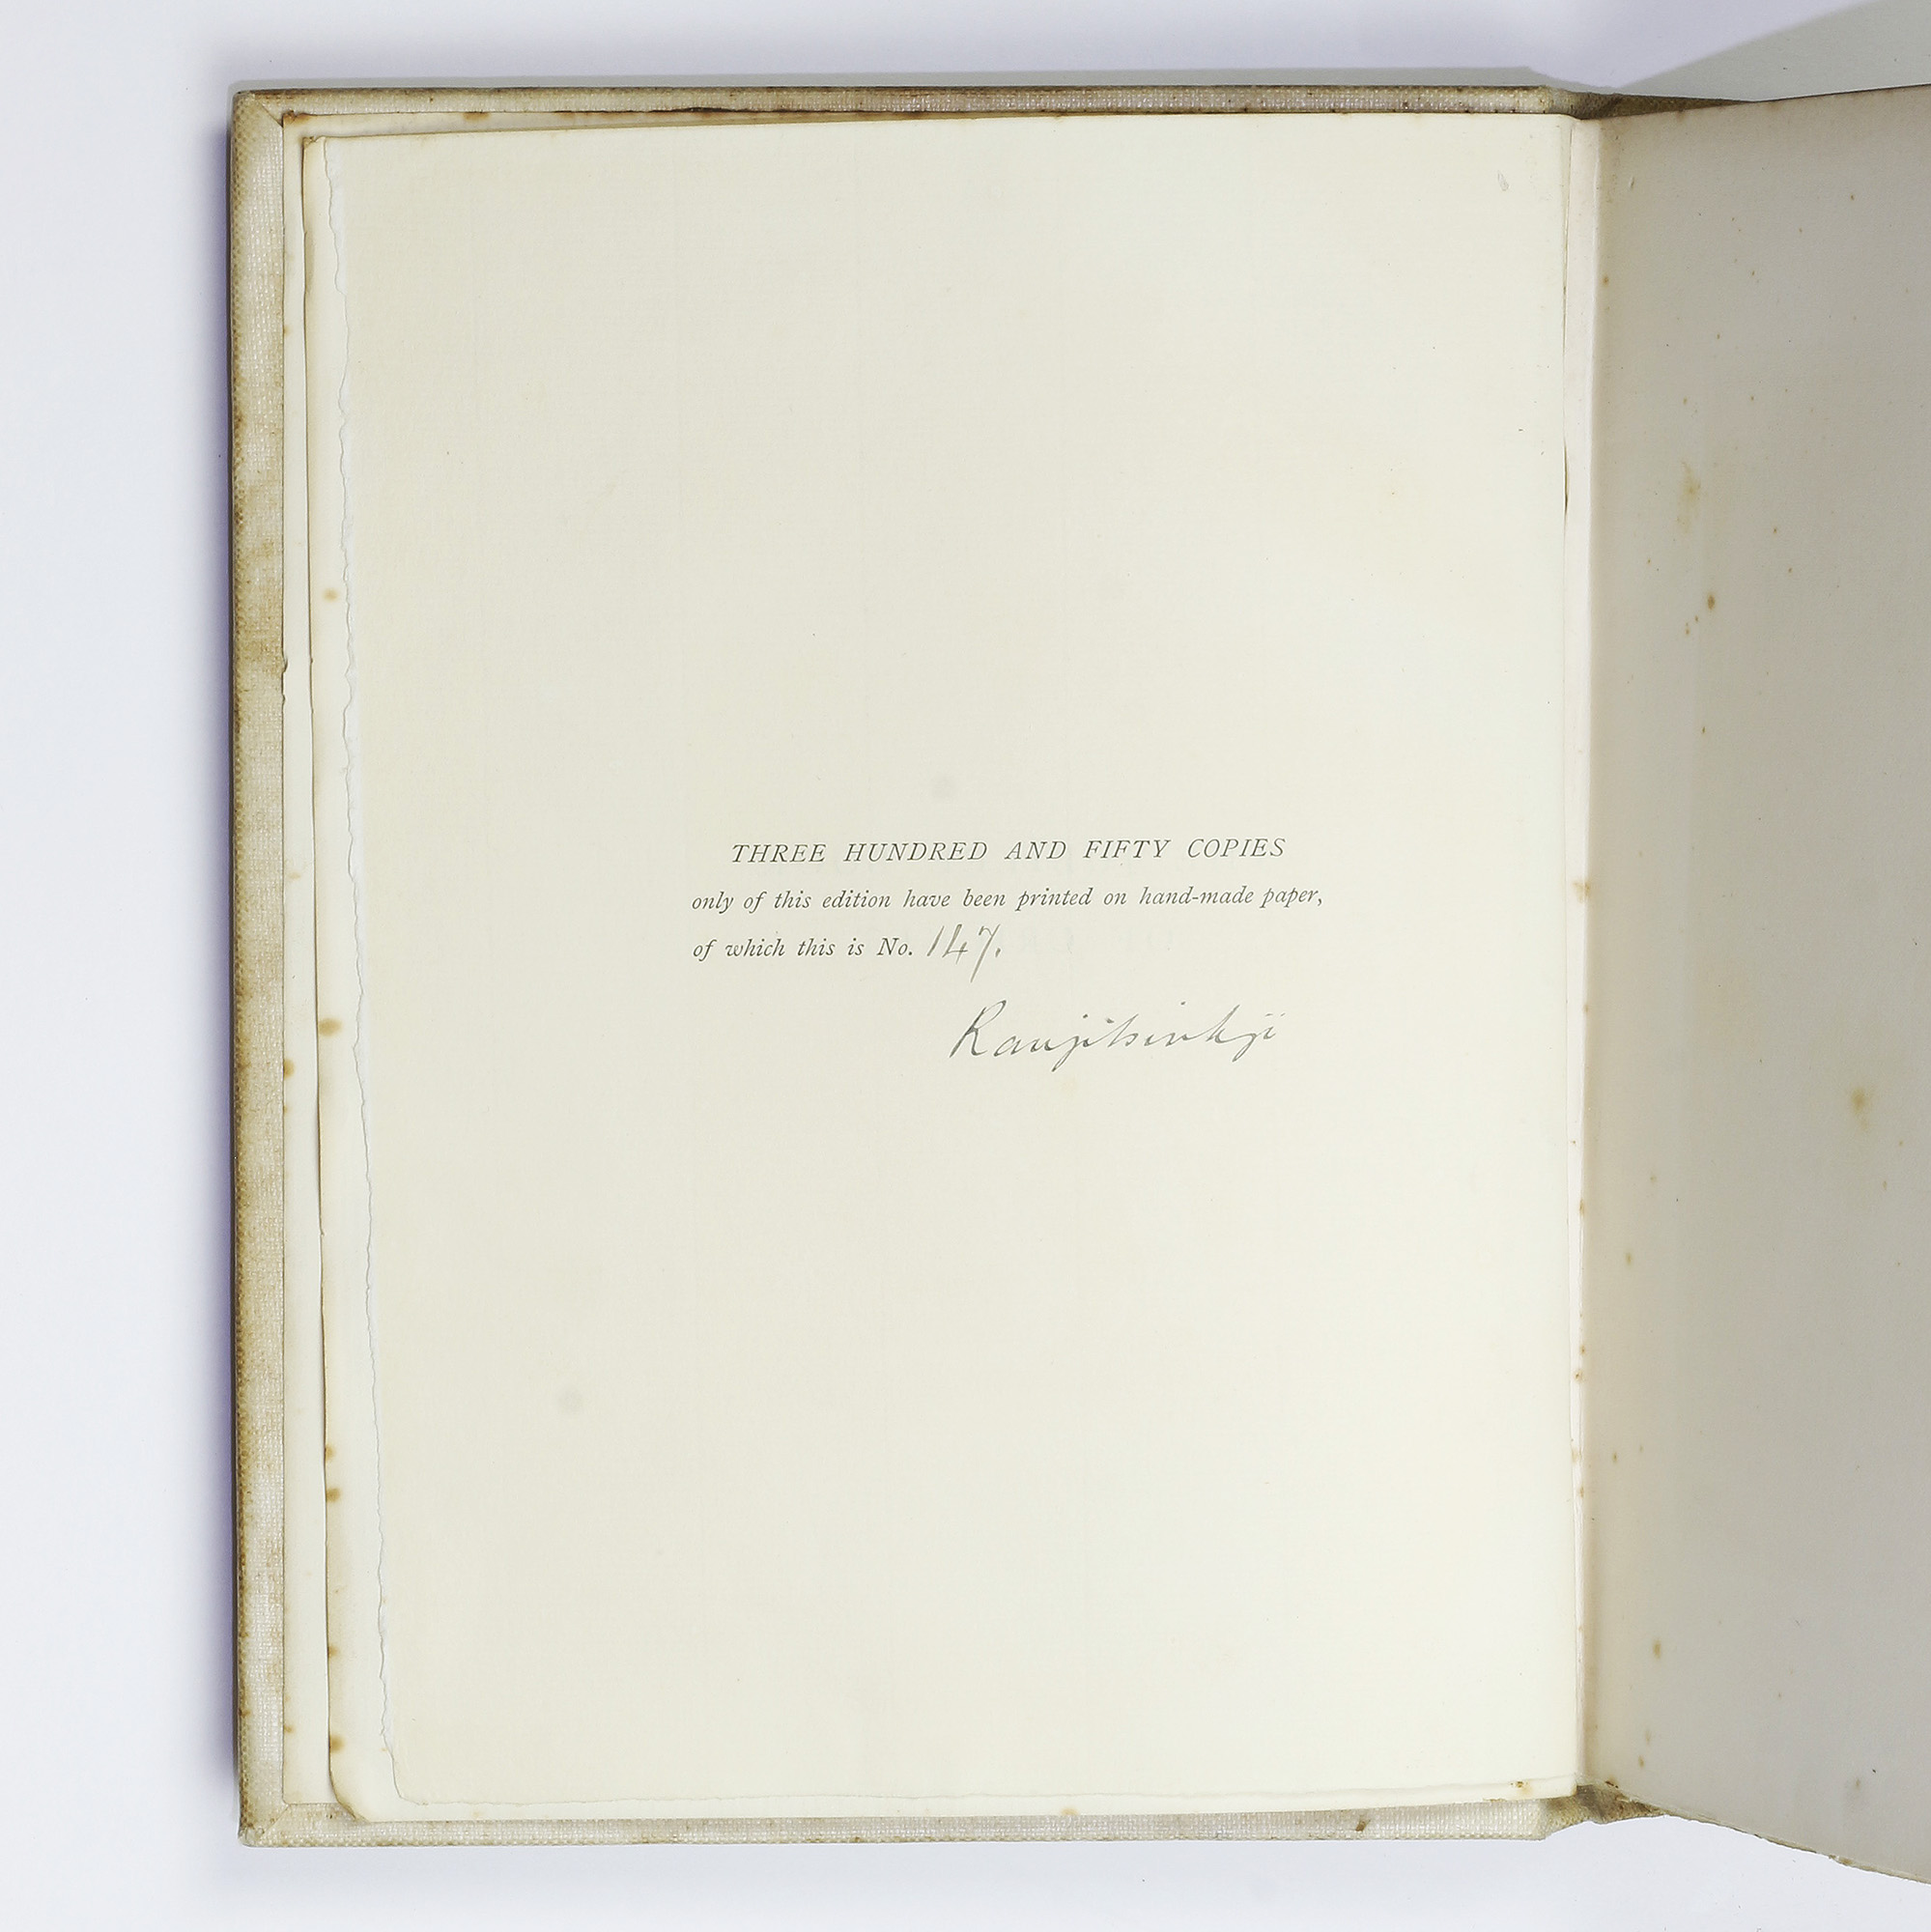 THREE HUNDRED AND FIFTY COPIES
only of this edition have been printed on hand-made paper,
of which this is No. 147.
Ranjitsinhji